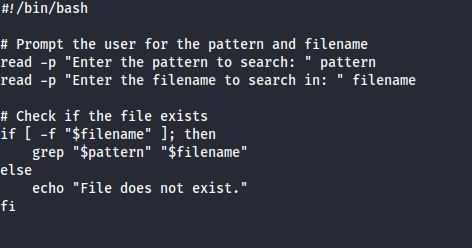 #!/bin/bash

# Prompt the user for the pattern and filename
read -p "Enter the pattern to search: " pattern
read -p "Enter the filename to search in: " filename

# Check if the file exists
if [ -f "$filename" ]; then
    grep "$pattern" "$filename"
else
    echo "File does not exist."
fi